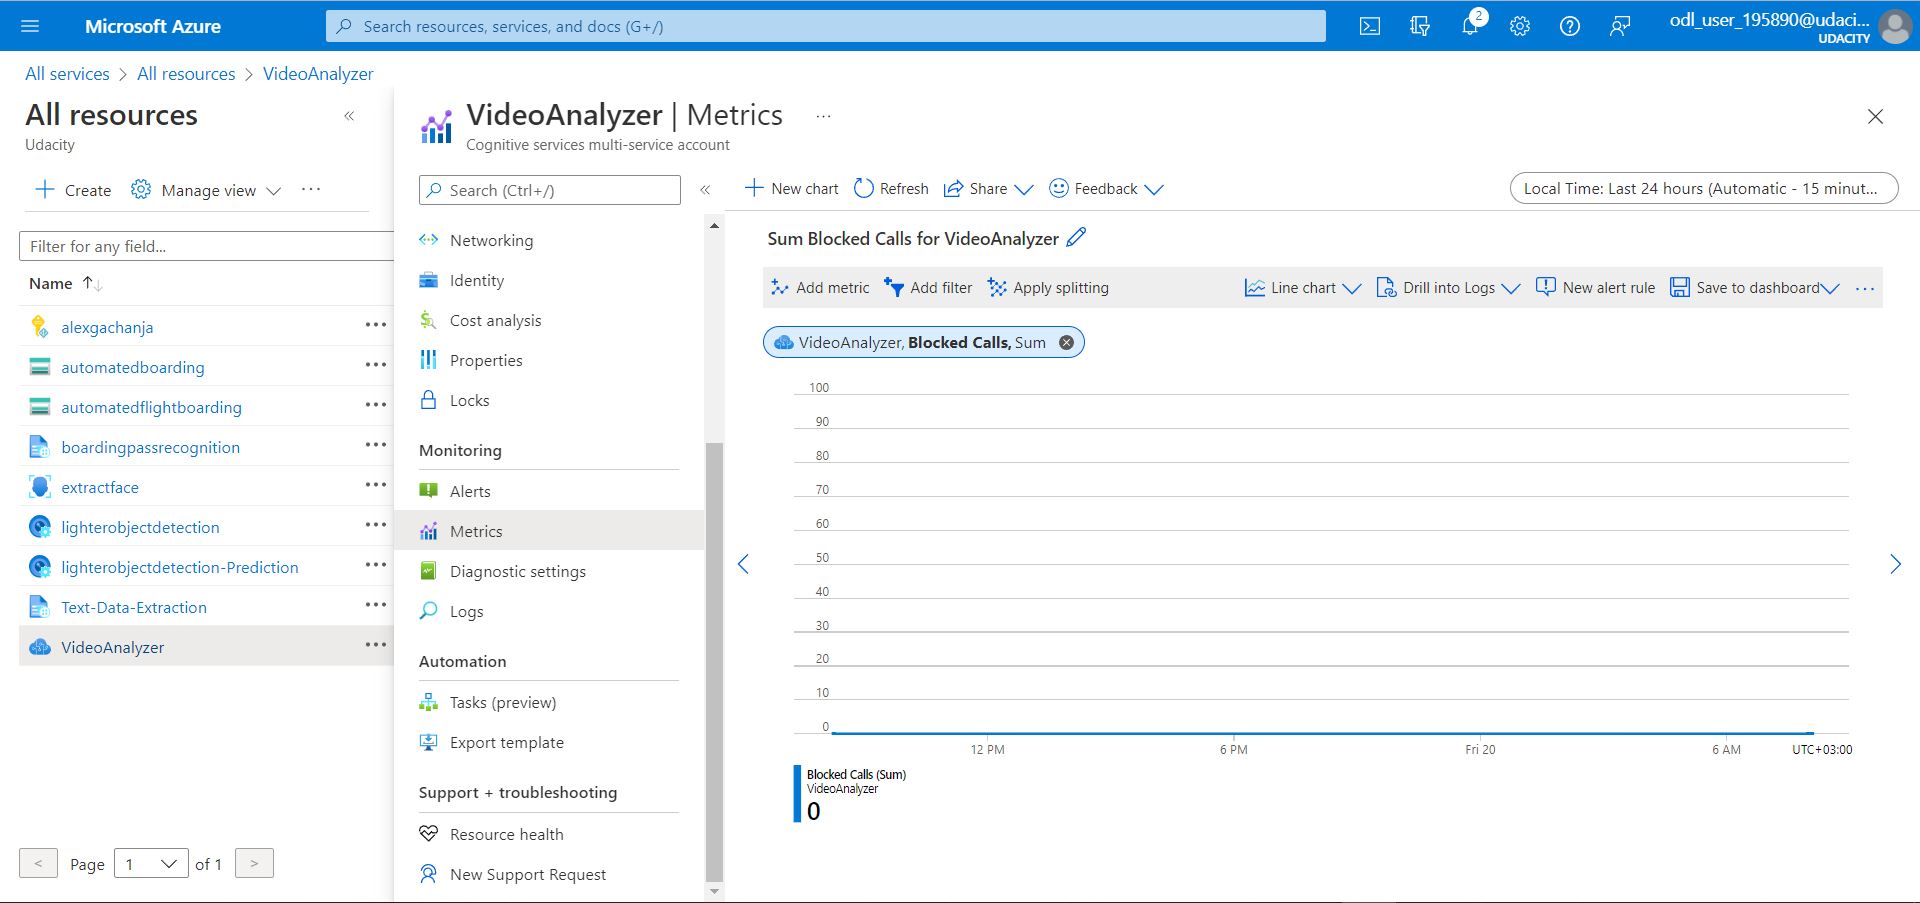 Microsoft Azure
Search resources, services, and docs (G+/)
2
odl_user_195890@udaci...
UDACITY
All services > All resources > VideoAnalyzer
All resources
«
Udacity
Create
Manage view
...
Filter for any field...
Name ↑↓
alexgachanja
automatedboarding
automatedflightboarding
boardingpassrecognition
extractface
lighterobjectdetection
lighterobjectdetection-Prediction
Text-Data-Extraction
VideoAnalyzer
< Page 1 of 1 >
VideoAnalyzer | Metrics ...
Cognitive services multi-service account
Search (Ctrl+/)
«
Networking
Identity
Cost analysis
Properties
Locks
Monitoring
Alerts
Metrics
Diagnostic settings
Logs
Automation
Tasks (preview)
Export template
Support + troubleshooting
Resource health
New Support Request
New chart Refresh Share Feedback
Local Time: Last 24 hours (Automatic - 15 minut...
Sum Blocked Calls for VideoAnalyzer
Add metric Add filter Apply splitting Line chart Drill into Logs New alert rule Save to dashboard ...
VideoAnalyzer, Blocked Calls, Sum
100
90
80
70
60
50
40
30
20
10
0
12 PM 6 PM Fri 20 6 AM UTC+03:00
Blocked Calls (Sum)
VideoAnalyzer
0